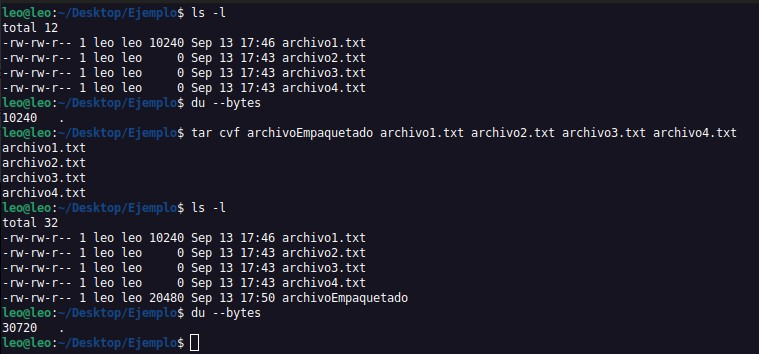 leo@leo:~/Desktop/Ejemplo$ ls -l
total 12
-rw-rw-r-- 1 leo leo 10240 Sep 13 17:46 archivo1.txt
-rw-rw-r-- 1 leo leo     0 Sep 13 17:43 archivo2.txt
-rw-rw-r-- 1 leo leo     0 Sep 13 17:43 archivo3.txt
-rw-rw-r-- 1 leo leo     0 Sep 13 17:43 archivo4.txt
leo@leo:~/Desktop/Ejemplo$ du --bytes
10240   .
leo@leo:~/Desktop/Ejemplo$ tar cvf archivoEmpaquetado archivo1.txt archivo2.txt archivo3.txt archivo4.txt
archivo1.txt
archivo2.txt
archivo3.txt
archivo4.txt
leo@leo:~/Desktop/Ejemplo$ ls -l
total 32
-rw-rw-r-- 1 leo leo 10240 Sep 13 17:46 archivo1.txt
-rw-rw-r-- 1 leo leo     0 Sep 13 17:43 archivo2.txt
-rw-rw-r-- 1 leo leo     0 Sep 13 17:43 archivo3.txt
-rw-rw-r-- 1 leo leo     0 Sep 13 17:43 archivo4.txt
-rw-rw-r-- 1 leo leo 20480 Sep 13 17:50 archivoEmpaquetado
leo@leo:~/Desktop/Ejemplo$ du --bytes
30720   .
leo@leo:~/Desktop/Ejemplo$